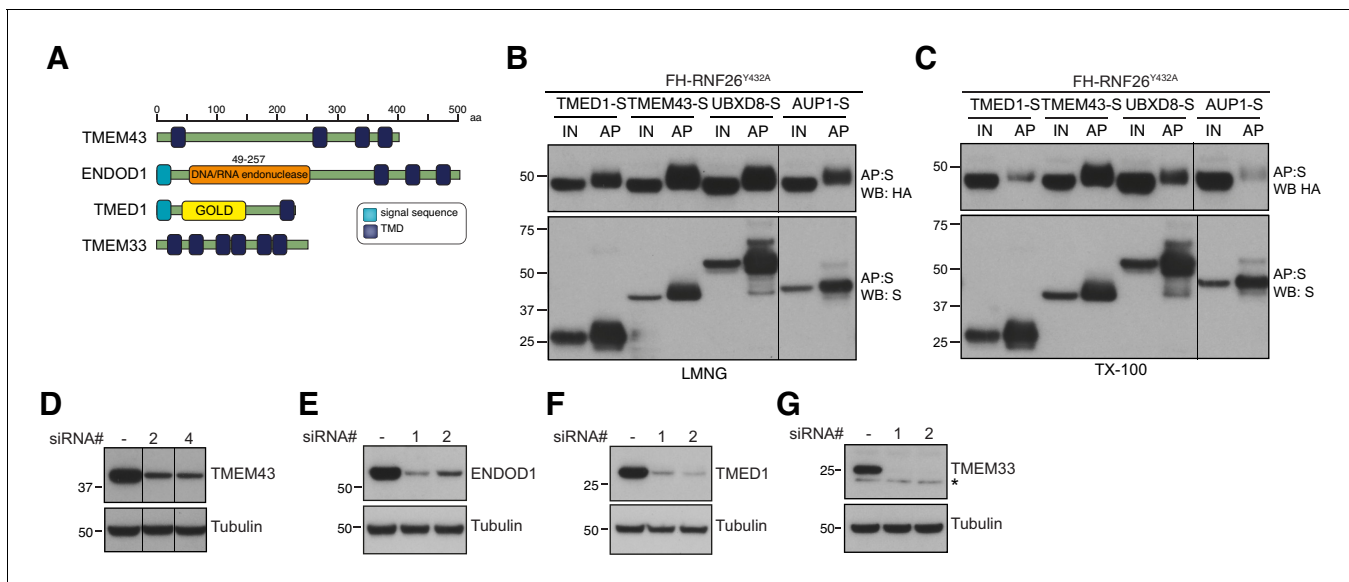 A
0 100 200 300 400 500
aa
TMEM43
49-257
ENDOD1 DNA/RNA endonuclease
TMED1 GOLD
TMEM33
signal sequence
TMD
B
FH-RNF26Y432A
TMED1-S TMEM43-S UBXD8-S AUP1-S
IN AP IN AP IN AP IN AP
50
AP:S
WB: HA
75
50
37
25
AP:S
WB: S
LMNG
C
FH-RNF26Y432A
TMED1-S TMEM43-S UBXD8-S AUP1-S
IN AP IN AP IN AP IN AP
50
AP:S
WB HA
75
50
37
25
AP:S
WB: S
TX-100
D
siRNA# - 2 4
37
TMEM43
50
Tubulin
E
siRNA# - 1 2
50
ENDOD1
50
Tubulin
F
siRNA# - 1 2
25
TMED1
50
Tubulin
G
siRNA# - 1 2
25
TMEM33
*
50
Tubulin